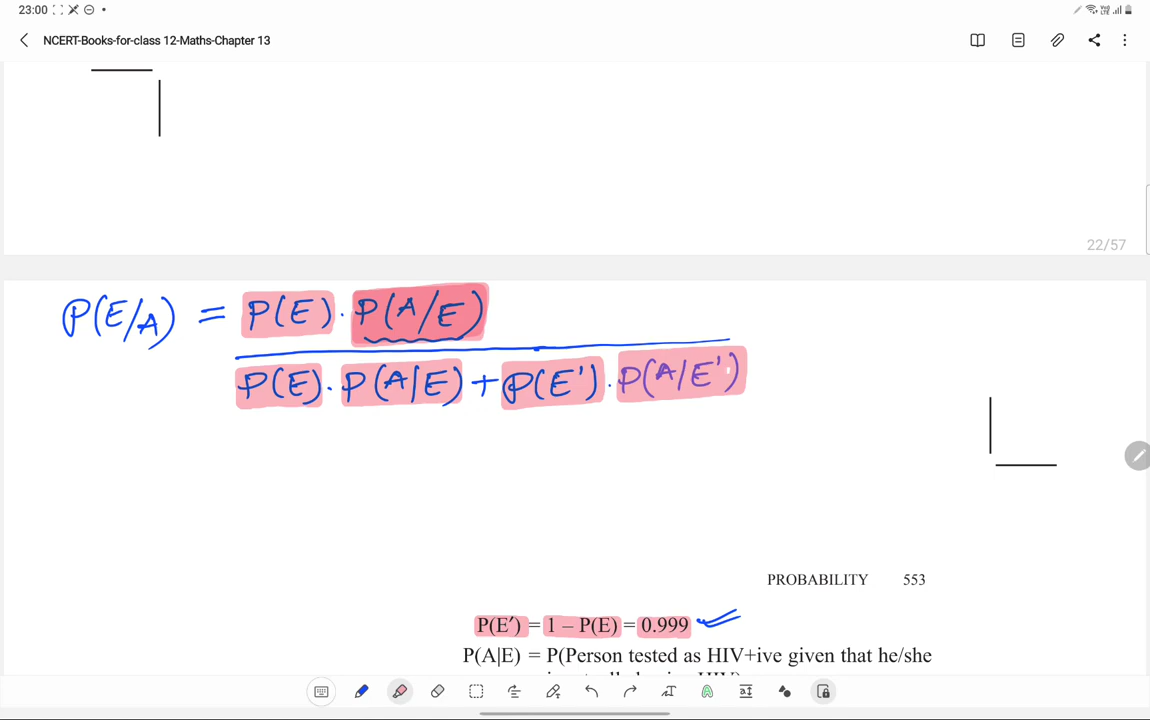 23:00
NCERT-Books-for-class 12-Maths-Chapter 13
22/57
P(E/A) = P(E) . P(A/E)
P(E) . P(A|E) + P(E') . P(A/E')
PROBABILITY 553
P(E′) = 1 – P(E) = 0.999
P(A|E) = P(Person tested as HIV+ive given that he/she